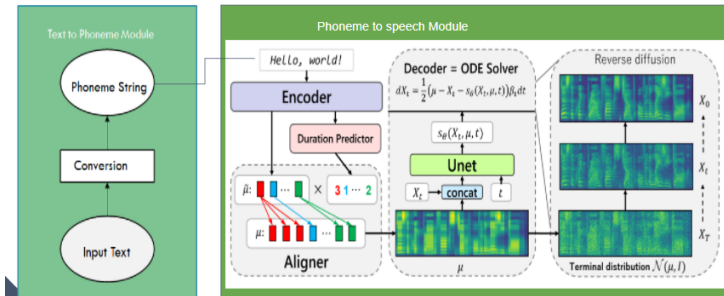 Text to Phoneme Module
Phoneme String
Conversion
Input Text
Phoneme to speech Module
Hello, world!
Encoder
Duration Predictor
μ̃: ··· × 3 1 ··· 2
μ: ···
Aligner
Decoder = ODE Solver
dX_t = 1/2 (μ − X_t − s_θ(X_t, μ, t))β_t dt
s_θ(X_t, μ, t)
Unet
X_t concat t
μ
Reverse diffusion
X_0
X_t
X_T
Terminal distribution 𝒩(μ, I)